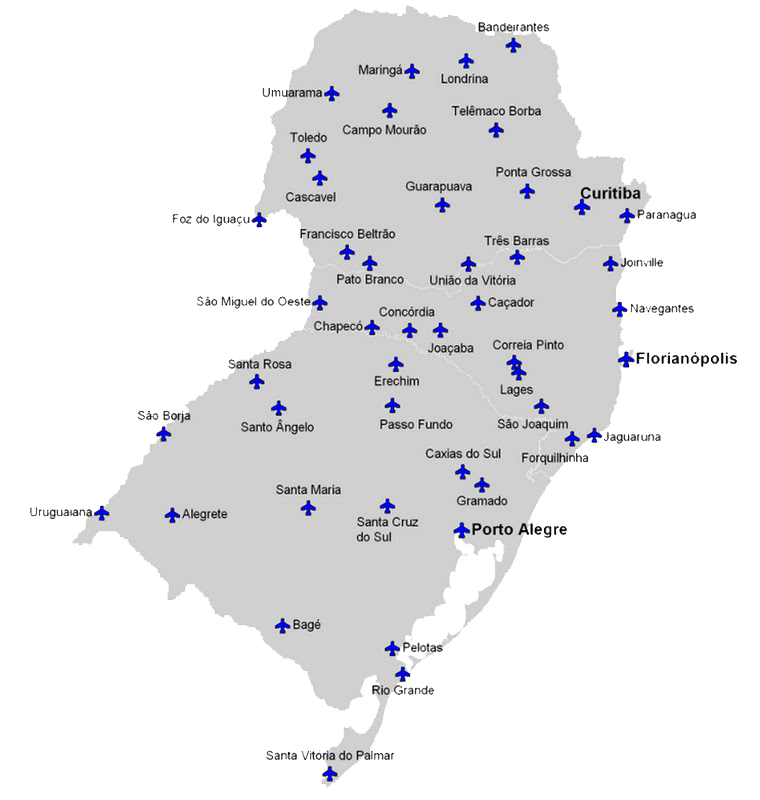 Bandeirantes
Maringá
Londrina
Umuarama
Campo Mourão
Telêmaco Borba
Toledo
Cascavel
Ponta Grossa
Guarapuava
Curitiba
Foz do Iguaçu
Paranagua
Francisco Beltrão
Três Barras
Pato Branco
União da Vitória
Joinville
São Miguel do Oeste
Caçador
Navegantes
Chapecó
Concórdia
Joaçaba
Correia Pinto
Florianópolis
Santa Rosa
Erechim
Lages
São Borja
Santo Ângelo
Passo Fundo
São Joaquim
Jaguaruna
Forquilhinha
Caxias do Sul
Gramado
Santa Maria
Uruguaiana
Alegrete
Santa Cruz
do Sul
Porto Alegre
Bagé
Pelotas
Rio Grande
Santa Vitoria do Palmar